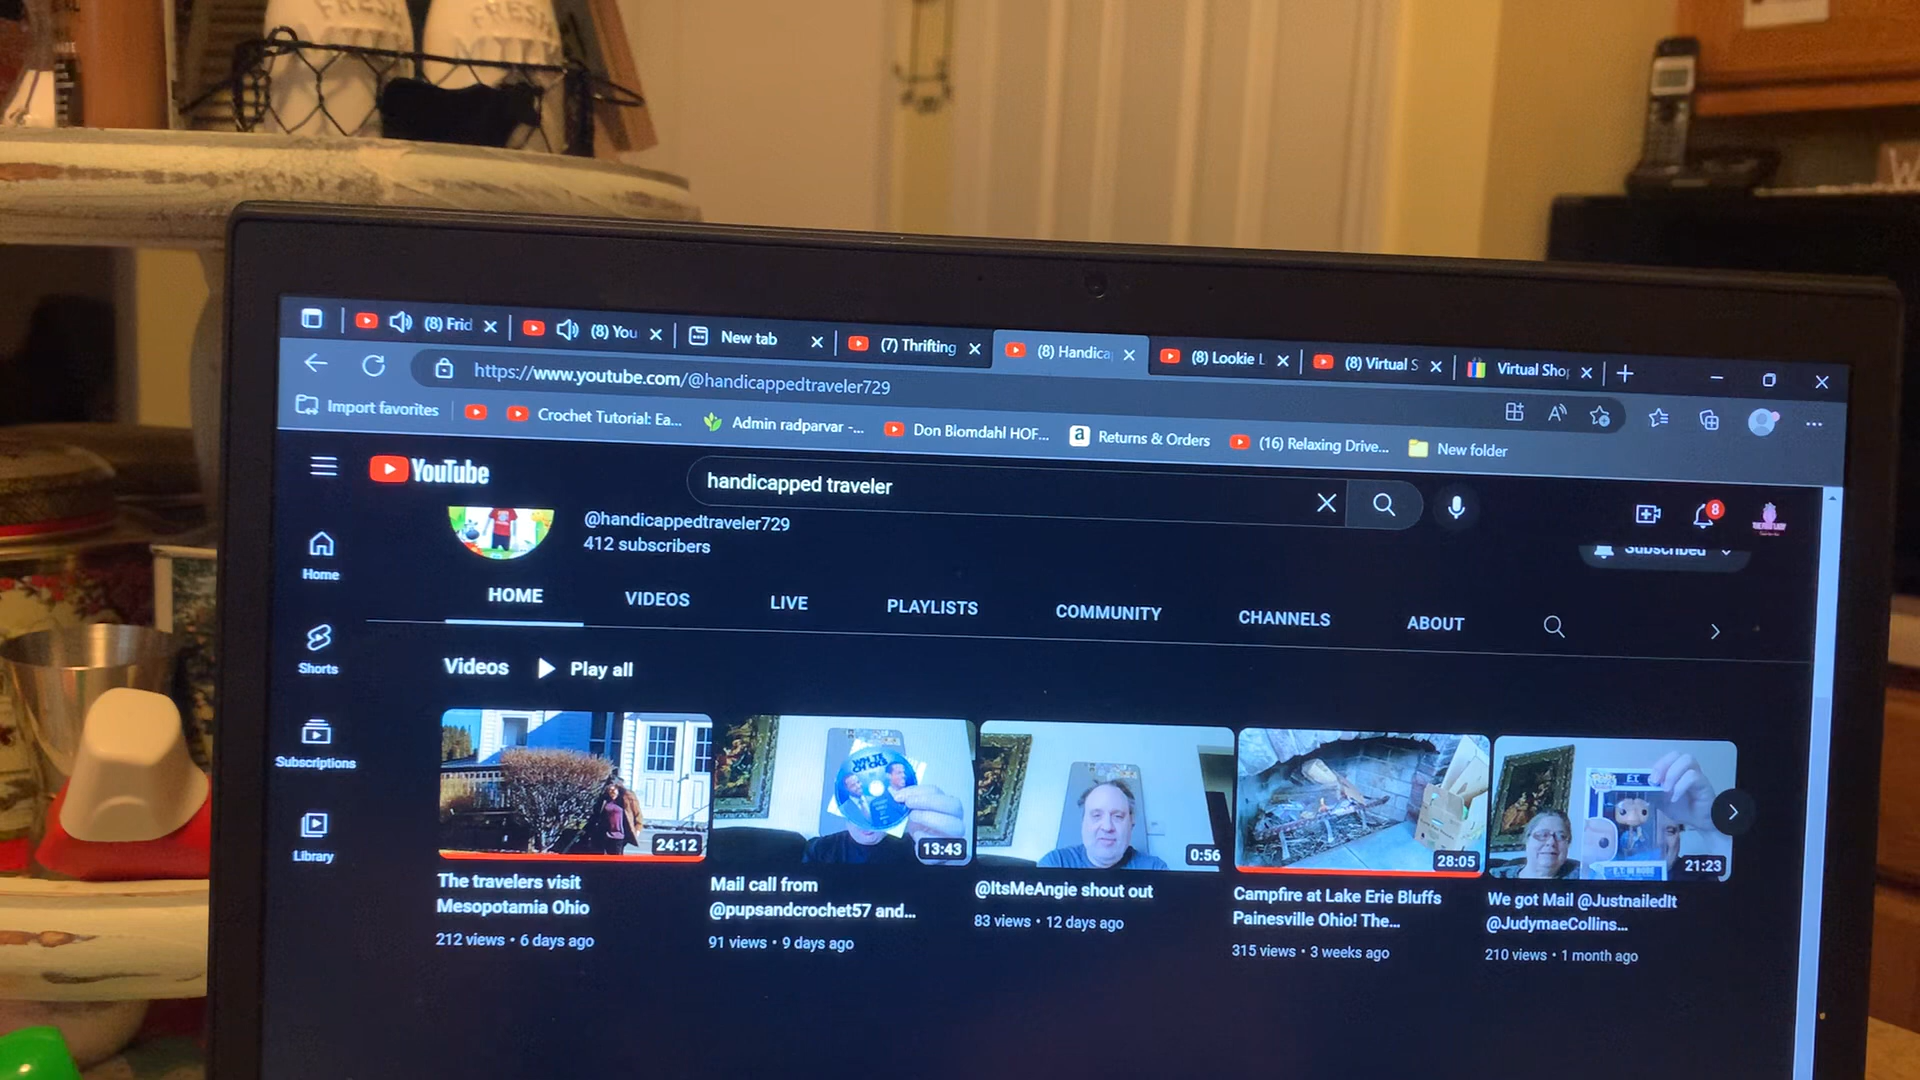 FRESH
MILK
FRESH
MILK
(8) Frid
(8) You
New tab
(7) Thrifting
(8) Handica
(8) Lookie L
(8) Virtual S
Virtual Shop
https://www.youtube.com/@handicappedtraveler729
Import favorites
Crochet Tutorial: Ea...
Admin radparvar -...
Don Blomdahl HOF...
Returns & Orders
(16) Relaxing Drive...
New folder
YouTube
handicapped traveler
8
@handicappedtraveler729
412 subscribers
Subscribed
Home
Shorts
Subscriptions
Library
HOME
VIDEOS
LIVE
PLAYLISTS
COMMUNITY
CHANNELS
ABOUT
Videos
Play all
24:12
13:43
0:56
28:05
E.T.
21:23
The travelers visit
Mesopotamia Ohio
212 views • 6 days ago
Mail call from
@pupsandcrochet57 and...
91 views • 9 days ago
@ItsMeAngie shout out
83 views • 12 days ago
Campfire at Lake Erie Bluffs
Painesville Ohio! The...
315 views • 3 weeks ago
We got Mail @JustnailedIt
@JudymaeCollins...
210 views • 1 month ago